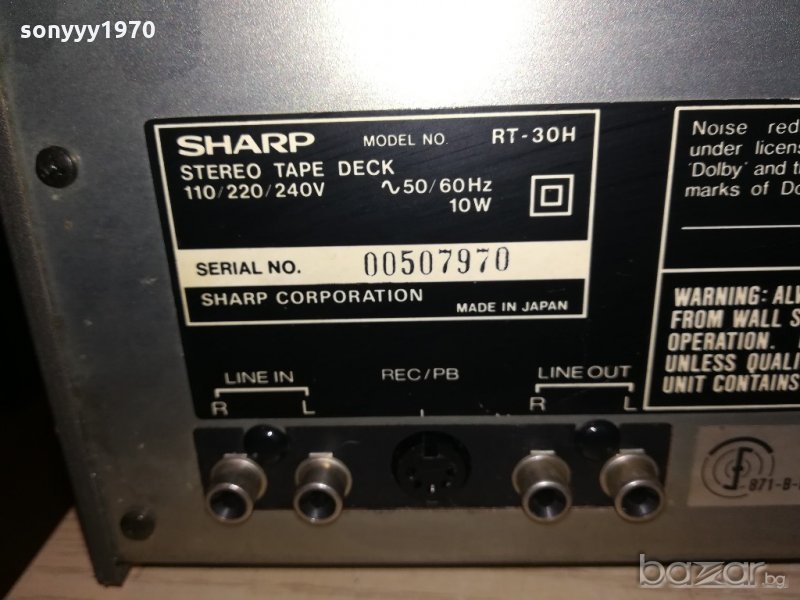 sonyyy1970
SHARP MODEL NO. RT-30H
STEREO TAPE DECK
110/220/240V ∿50/60Hz
10W
SERIAL NO. 00507970
SHARP CORPORATION MADE IN JAPAN
Noise red
under licens
'Dolby' and t
marks of Do
WARNING:
FROM WALL S
OPERATION.
UNLESS QUALI
UNIT CONTAINS
LINE IN
R L
REC/PB
LINE OUT
R L
871-B-
bazar.bg